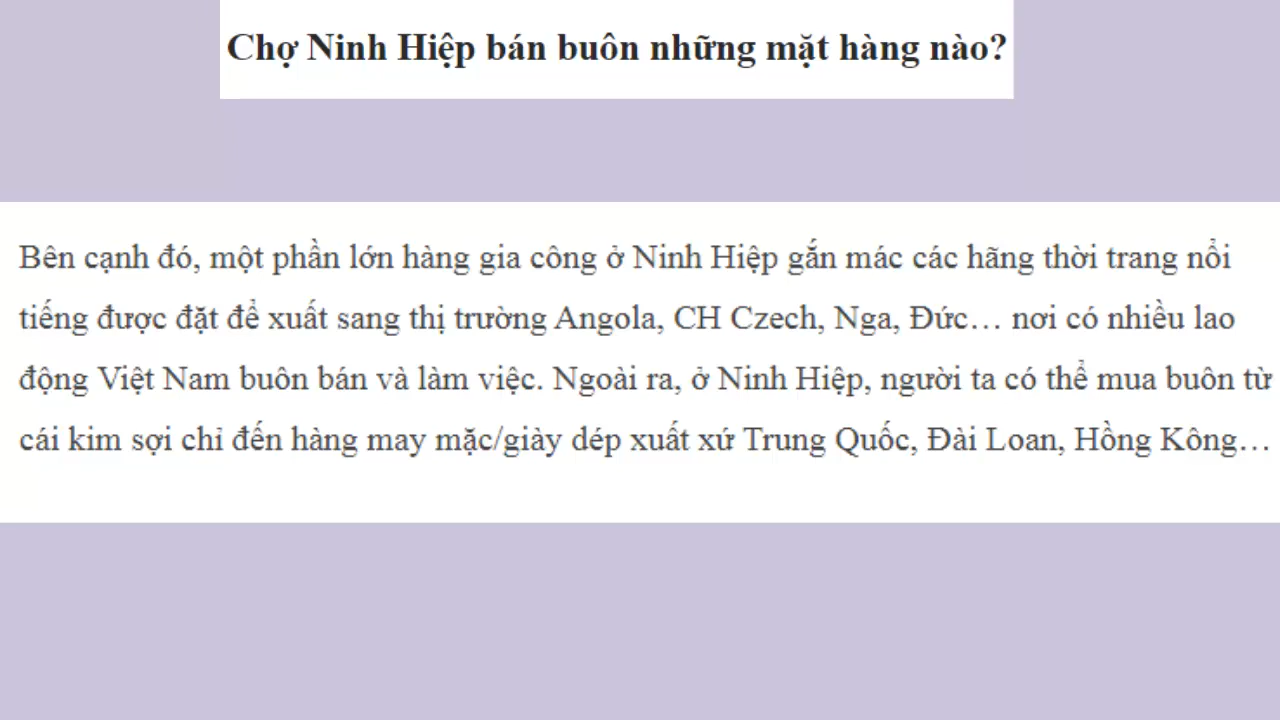 Chợ Ninh Hiệp bán buôn những mặt hàng nào?
Bên cạnh đó, một phần lớn hàng gia công ở Ninh Hiệp gắn mác các hãng thời trang nổi
tiếng được đặt để xuất sang thị trường Angola, CH Czech, Nga, Đức… nơi có nhiều lao
động Việt Nam buôn bán và làm việc. Ngoài ra, ở Ninh Hiệp, người ta có thể mua buôn từ
cái kim sợi chỉ đến hàng may mặc/giày dép xuất xứ Trung Quốc, Đài Loan, Hồng Kông…